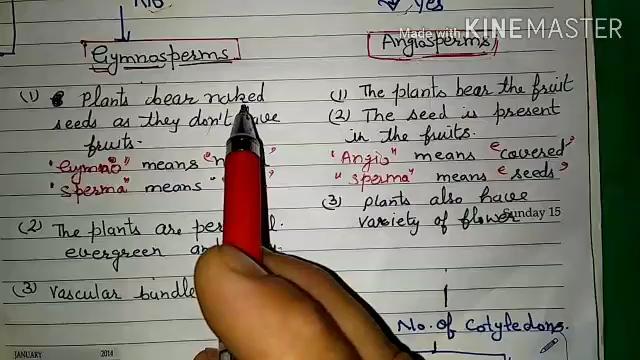 Yes
Made with KINEMASTER
Gymnosperms
(1) Plants bear naked
seeds as they don't have
fruits.
"Gymno" means "
"Sperma" means "
(2) The plants are
evergreen
(3) Vascular bundle
Angiosperms
(1) The plants bear the fruit
(2) The seed is present
in the fruits.
"Angio" means "covered"
"Sperma" means "seeds"
(3) Plants also have
variety of flower
Sunday 15
No. of Cotyledons.
JANUARY 2014